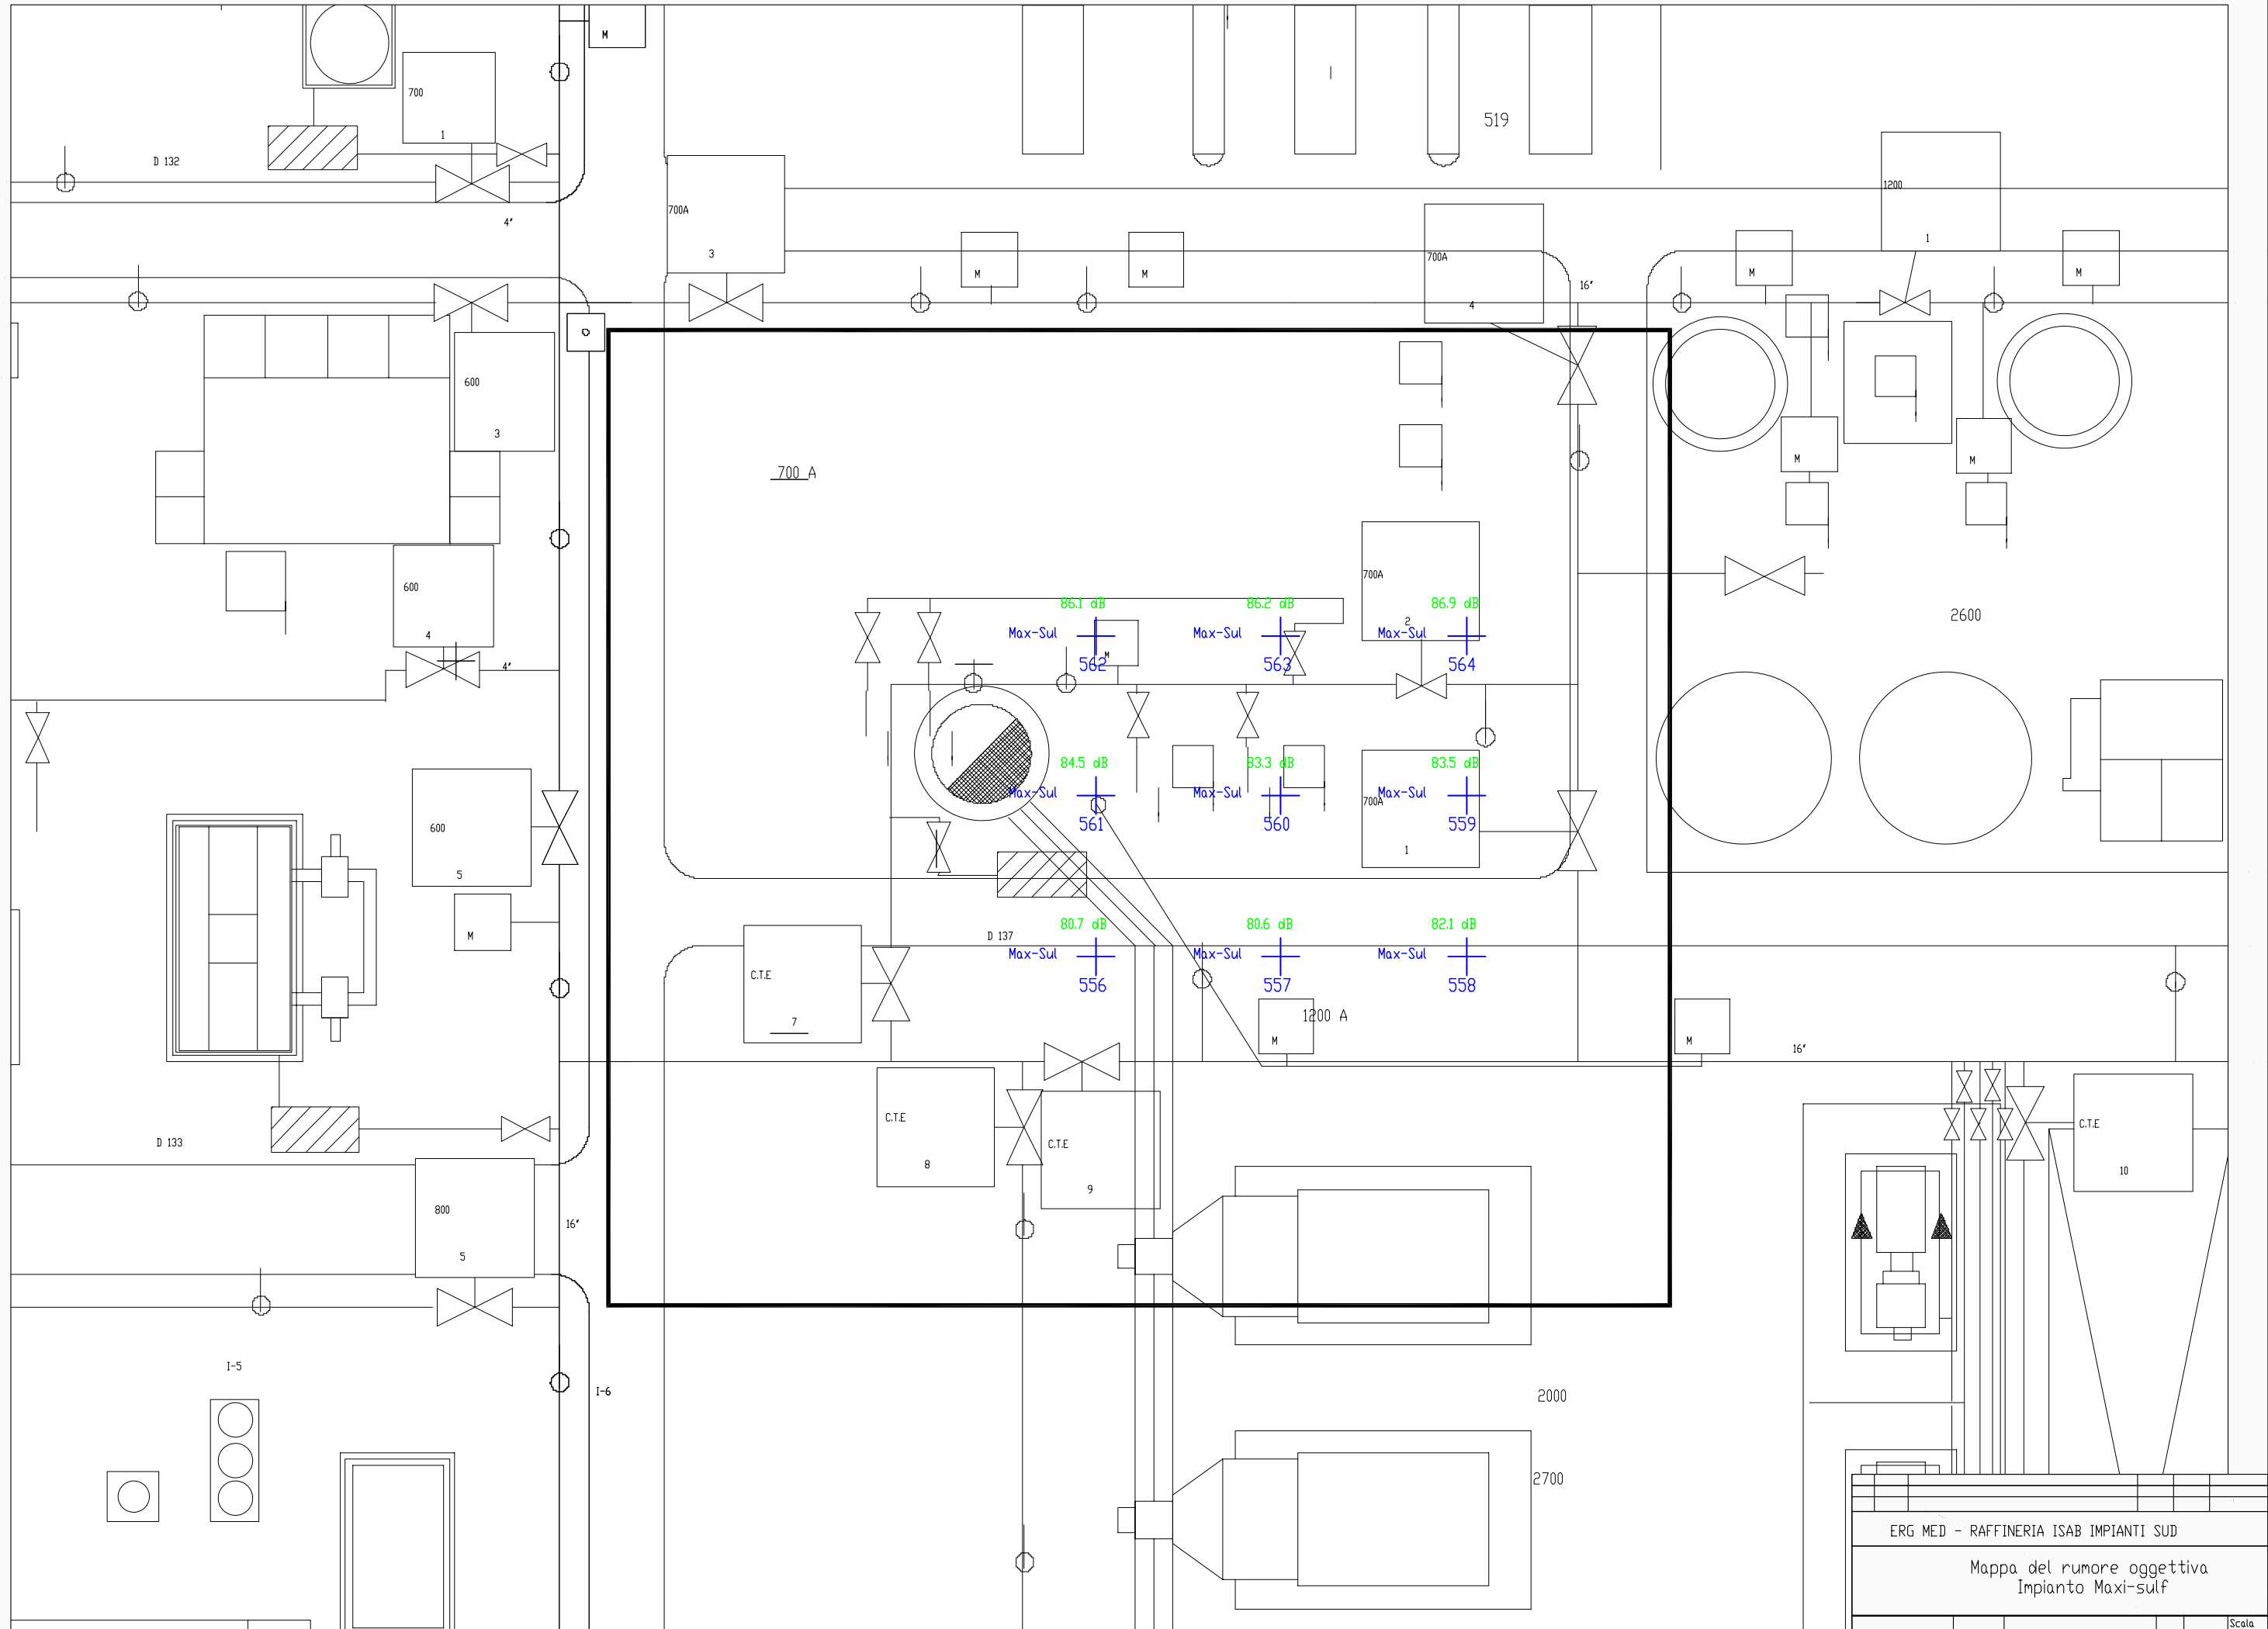 M
700
1
519
D 132
1200
700A
4"
3
700A
1
M
M
M
M
16"
4
D
600
3
700 A
M
M
700A
600
86.1 dB
86.2 dB
86.9 dB
2600
2
4
Max-Sul
Max-Sul
Max-Sul
M
4"
562
563
564
84.5 dB
83.3 dB
83.5 dB
Max-Sul
Max-Sul
Max-Sul
700A
561
560
559
600
1
5
80.7 dB
80.6 dB
82.1 dB
M
D 137
Max-Sul
Max-Sul
Max-Sul
C.T.E
556
557
558
1200 A
7
M
M
16"
C.T.E
C.T.E
D 133
C.T.E
8
10
9
800
16"
5
I-5
I-6
2000
2700
ERG MED - RAFFINERIA ISAB IMPIANTI SUD
Mappa del rumore oggettiva
Impianto Maxi-sulf
Scala